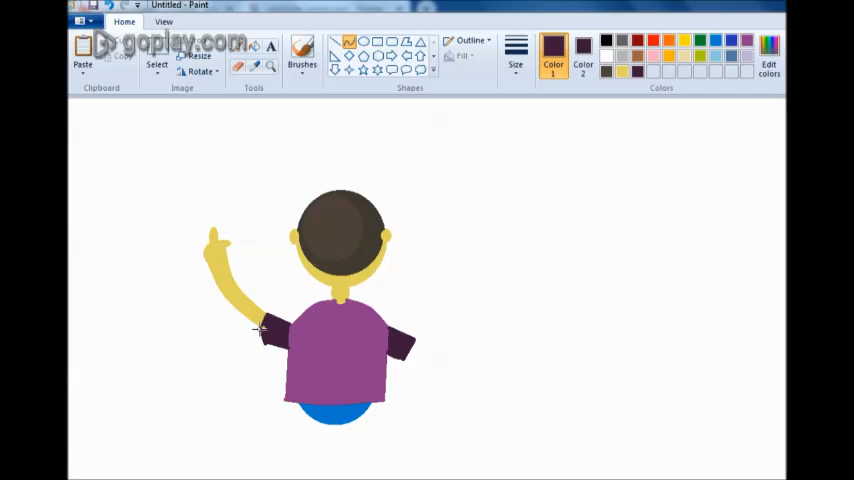 Untitled - Paint
Home View
goplay.com
Paste
Select
Resize
Rotate
Brushes
Outline
Fill
Size
Color 1
Color 2
Edit colors
Clipboard
Image
Tools
Shapes
Colors